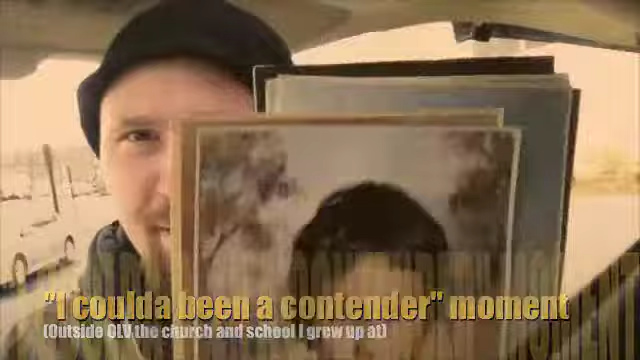 "I coulda been a contender" moment
(Outside OLV the church and school I grew up at)